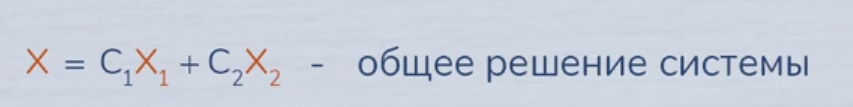 X = C₁X₁ + C₂X₂ - общее решение системы